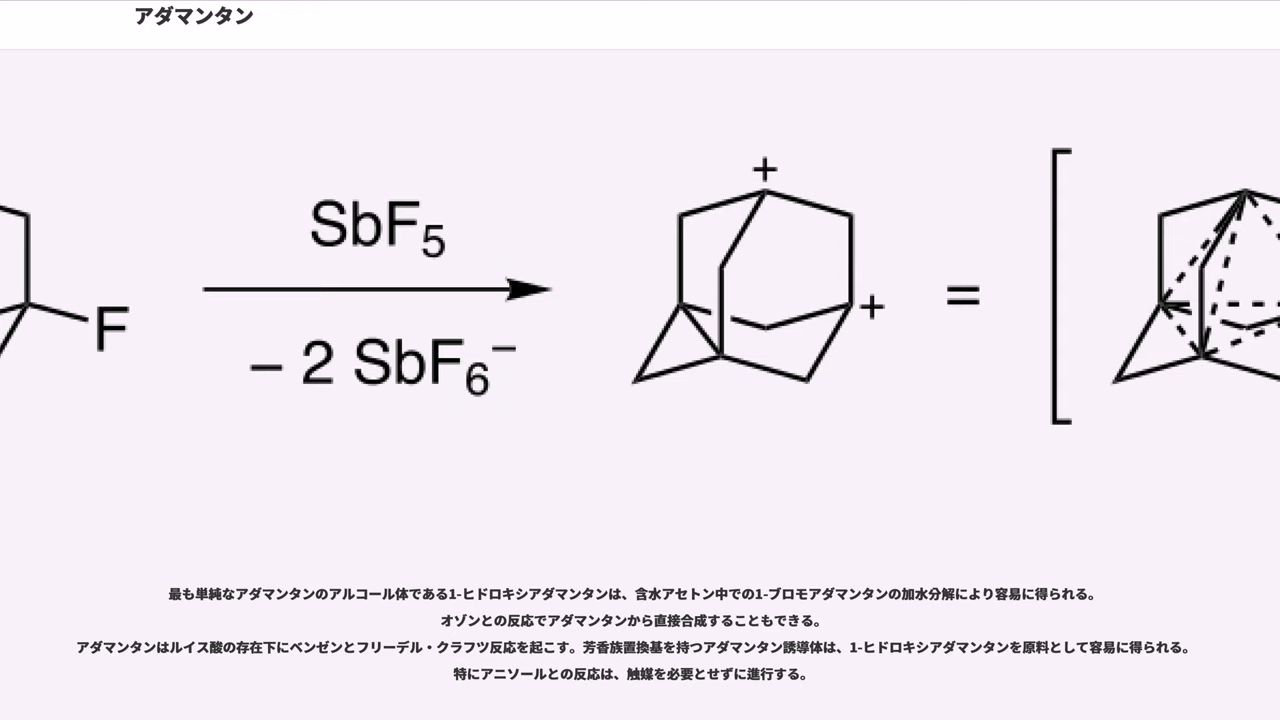 アダマンタン
+
SbF₅
F
+
=
− 2 SbF₆⁻
最も単純なアダマンタンのアルコール体である1-ヒドロキシアダマンタンは、含水アセトン中での1-ブロモアダマンタンの加水分解により容易に得られる。
オゾンとの反応でアダマンタンから直接合成することもできる。
アダマンタンはルイス酸の存在下にベンゼンとフリーデル・クラフツ反応を起こす。芳香族置換基を持つアダマンタン誘導体は、1-ヒドロキシアダマンタンを原料として容易に得られる。
特にアニソールとの反応は、触媒を必要とせずに進行する。